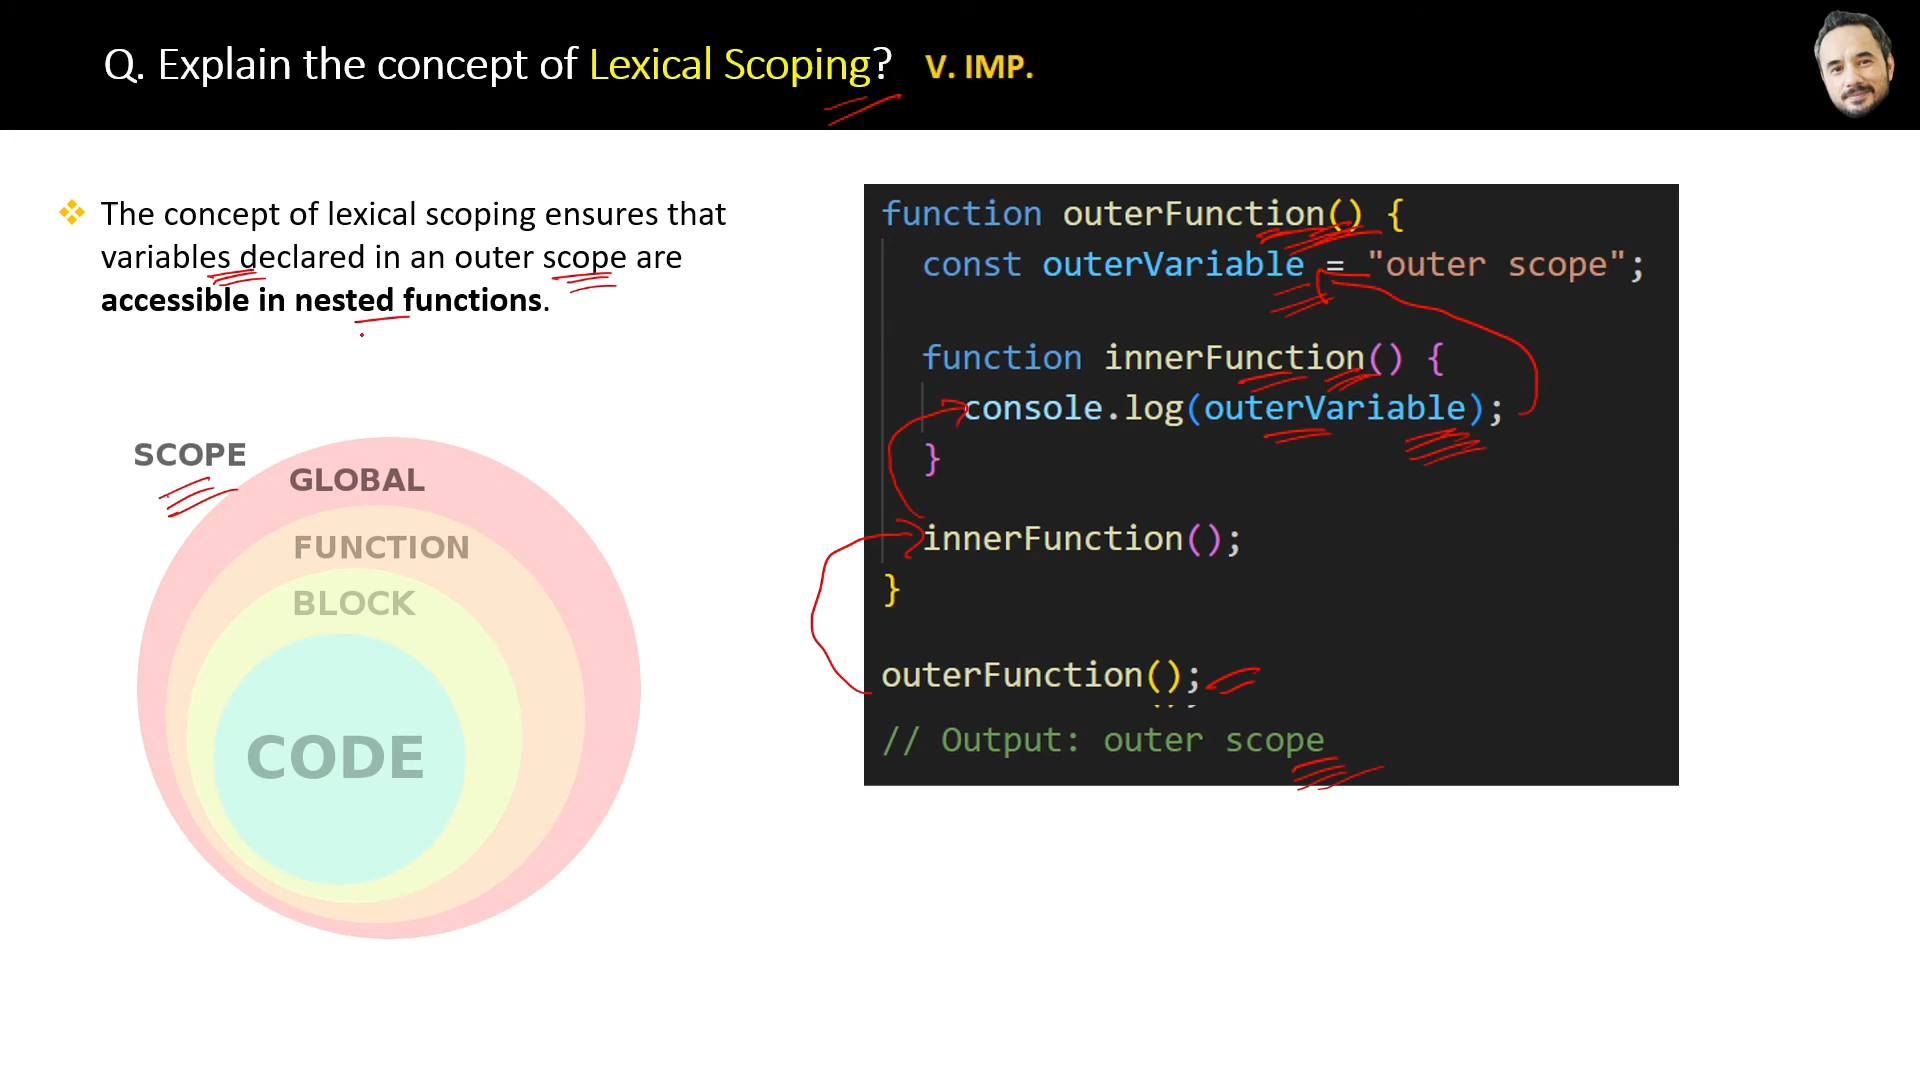 Q. Explain the concept of Lexical Scoping? V. IMP.
The concept of lexical scoping ensures that
variables declared in an outer scope are
accessible in nested functions.
SCOPE
GLOBAL
FUNCTION
BLOCK
CODE
function outerFunction() {
const outerVariable = "outer scope";
function innerFunction() {
console.log(outerVariable);
}
innerFunction();
}
outerFunction();
// Output: outer scope